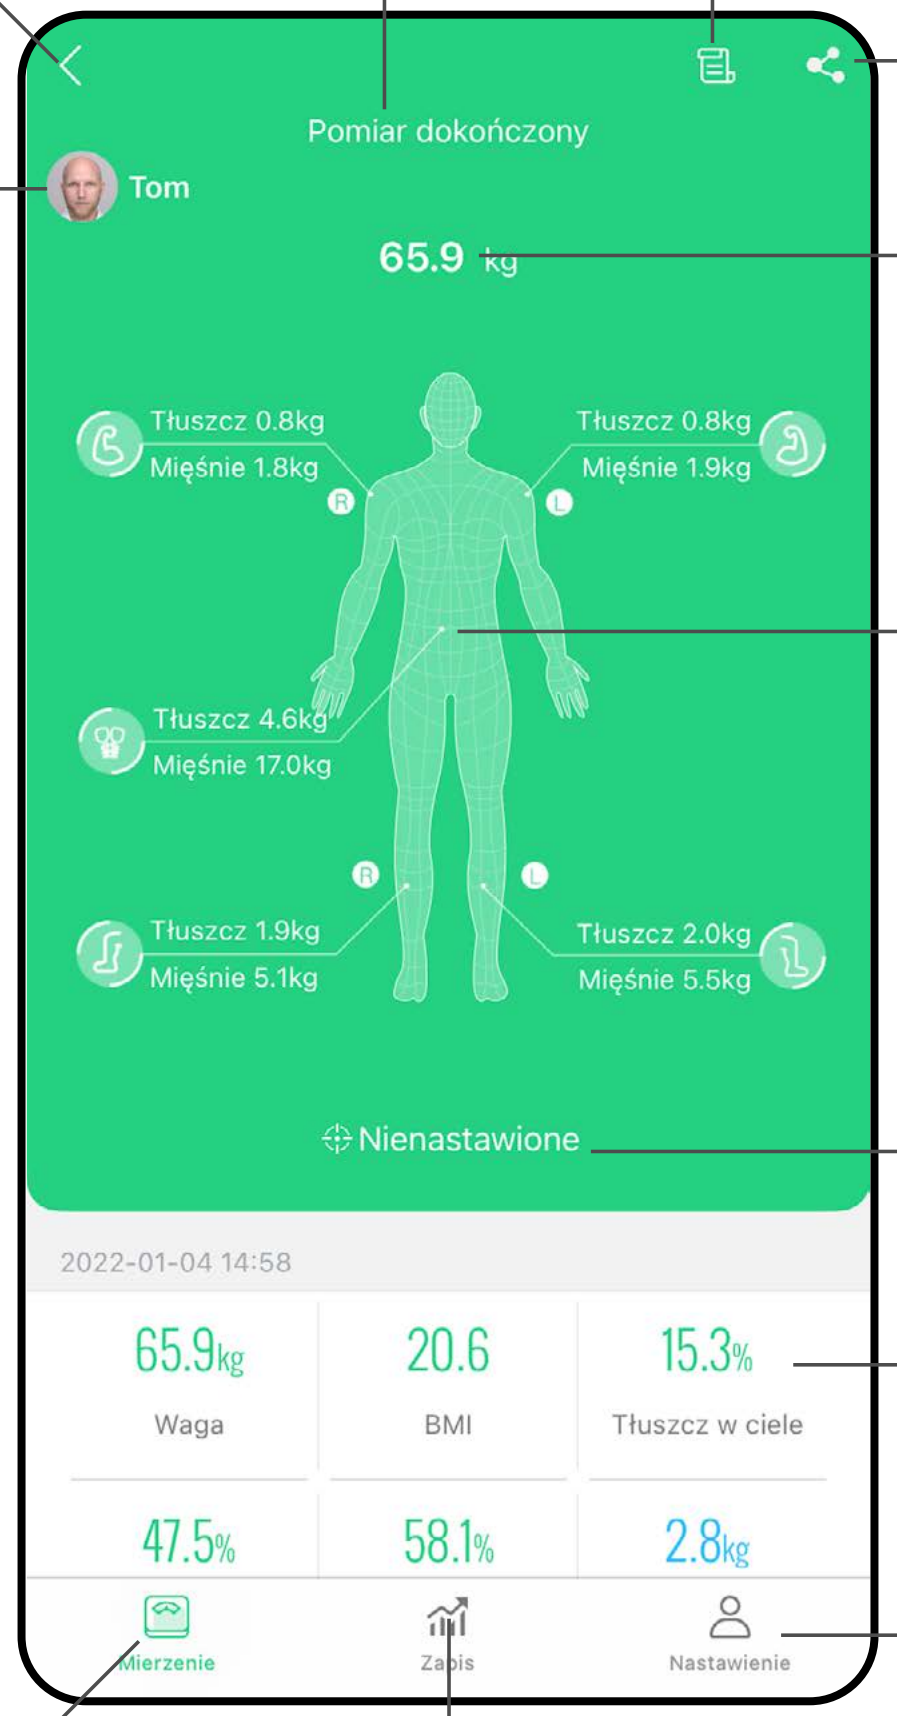 Pomiar dokończony
Tom
65.9 kg
Tłuszcz 0.8kg
Mięśnie 1.8kg
R
Tłuszcz 0.8kg
Mięśnie 1.9kg
L
Tłuszcz 4.6kg
Mięśnie 17.0kg
R
L
Tłuszcz 1.9kg
Mięśnie 5.1kg
Tłuszcz 2.0kg
Mięśnie 5.5kg
Nienastawione
2022-01-04 14:58
65.9kg 20.6 15.3%
Waga BMI Tłuszcz w ciele
47.5% 58.1% 2.8kg
Mierzenie Zapis Nastawienie